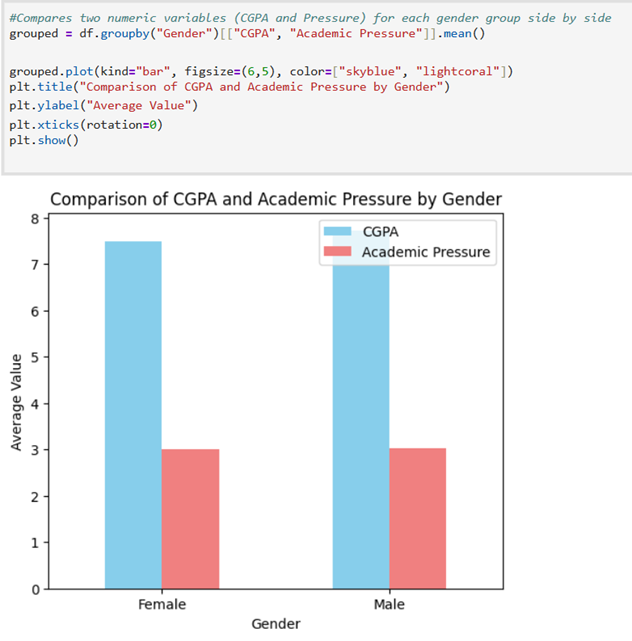 #Compares two numeric variables (CGPA and Pressure) for each gender group side by side
grouped = df.groupby("Gender")[["CGPA", "Academic Pressure"]].mean()
grouped.plot(kind="bar", figsize=(6,5), color=["skyblue", "lightcoral"])
plt.title("Comparison of CGPA and Academic Pressure by Gender")
plt.ylabel("Average Value")
plt.xticks(rotation=0)
plt.show()
Comparison of CGPA and Academic Pressure by Gender
CGPA
Academic Pressure
8
7
6
5
4
3
2
1
0
Average Value
Female
Male
Gender